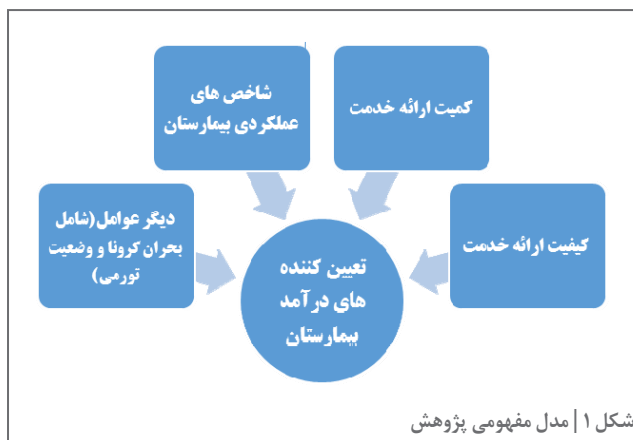 شاخص های
عملکردی بیمارستان
کمیت ارائه خدمت
دیگر عوامل(شامل
بحران کرونا و وضعیت
تورمی)
کیفیت ارائه خدمت
تعیین کننده
های درآمد
بیمارستان
شکل ۱ | مدل مفهومی پژوهش